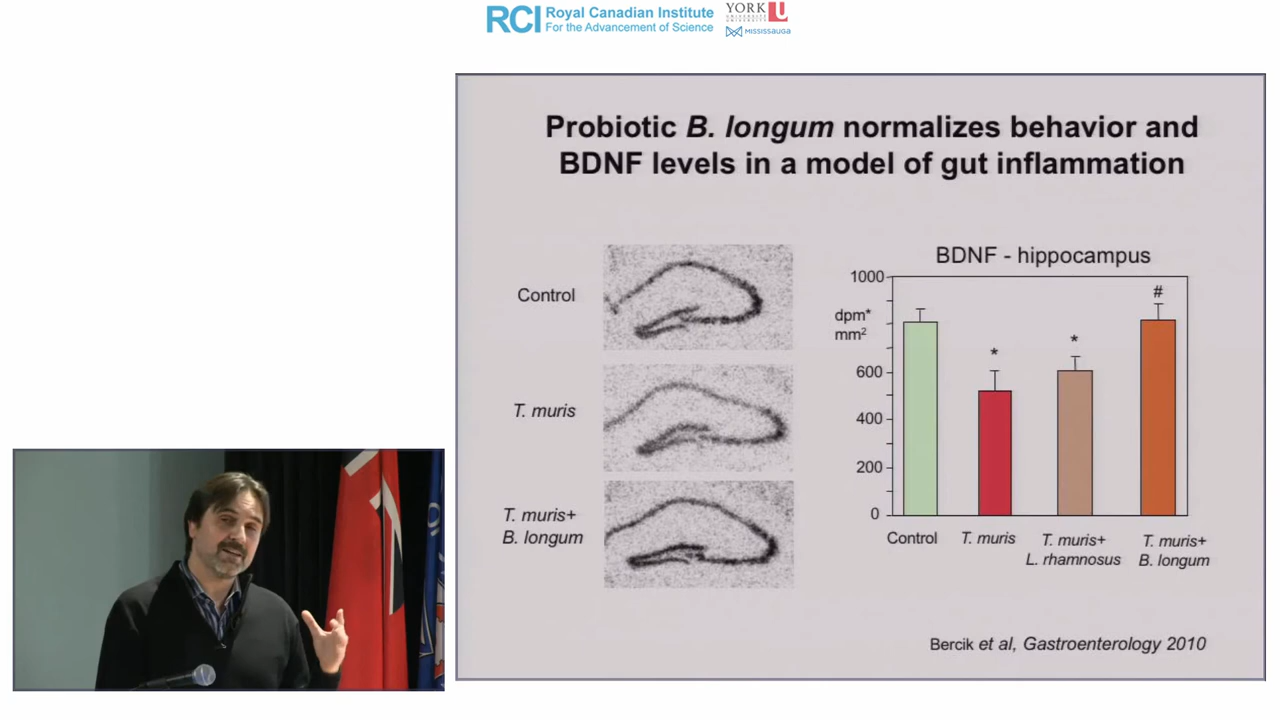 RCI Royal Canadian Institute
For the Advancement of Science
YORK U
MISSISSAUGA
Probiotic B. longum normalizes behavior and
BDNF levels in a model of gut inflammation
Control
T. muris
T. muris+
B. longum
BDNF - hippocampus
1000
dpm*
mm²
600
400
200
0
*
*
#
Control
T. muris
T. muris+
L. rhamnosus
T. muris+
B. longum
Bercik et al, Gastroenterology 2010